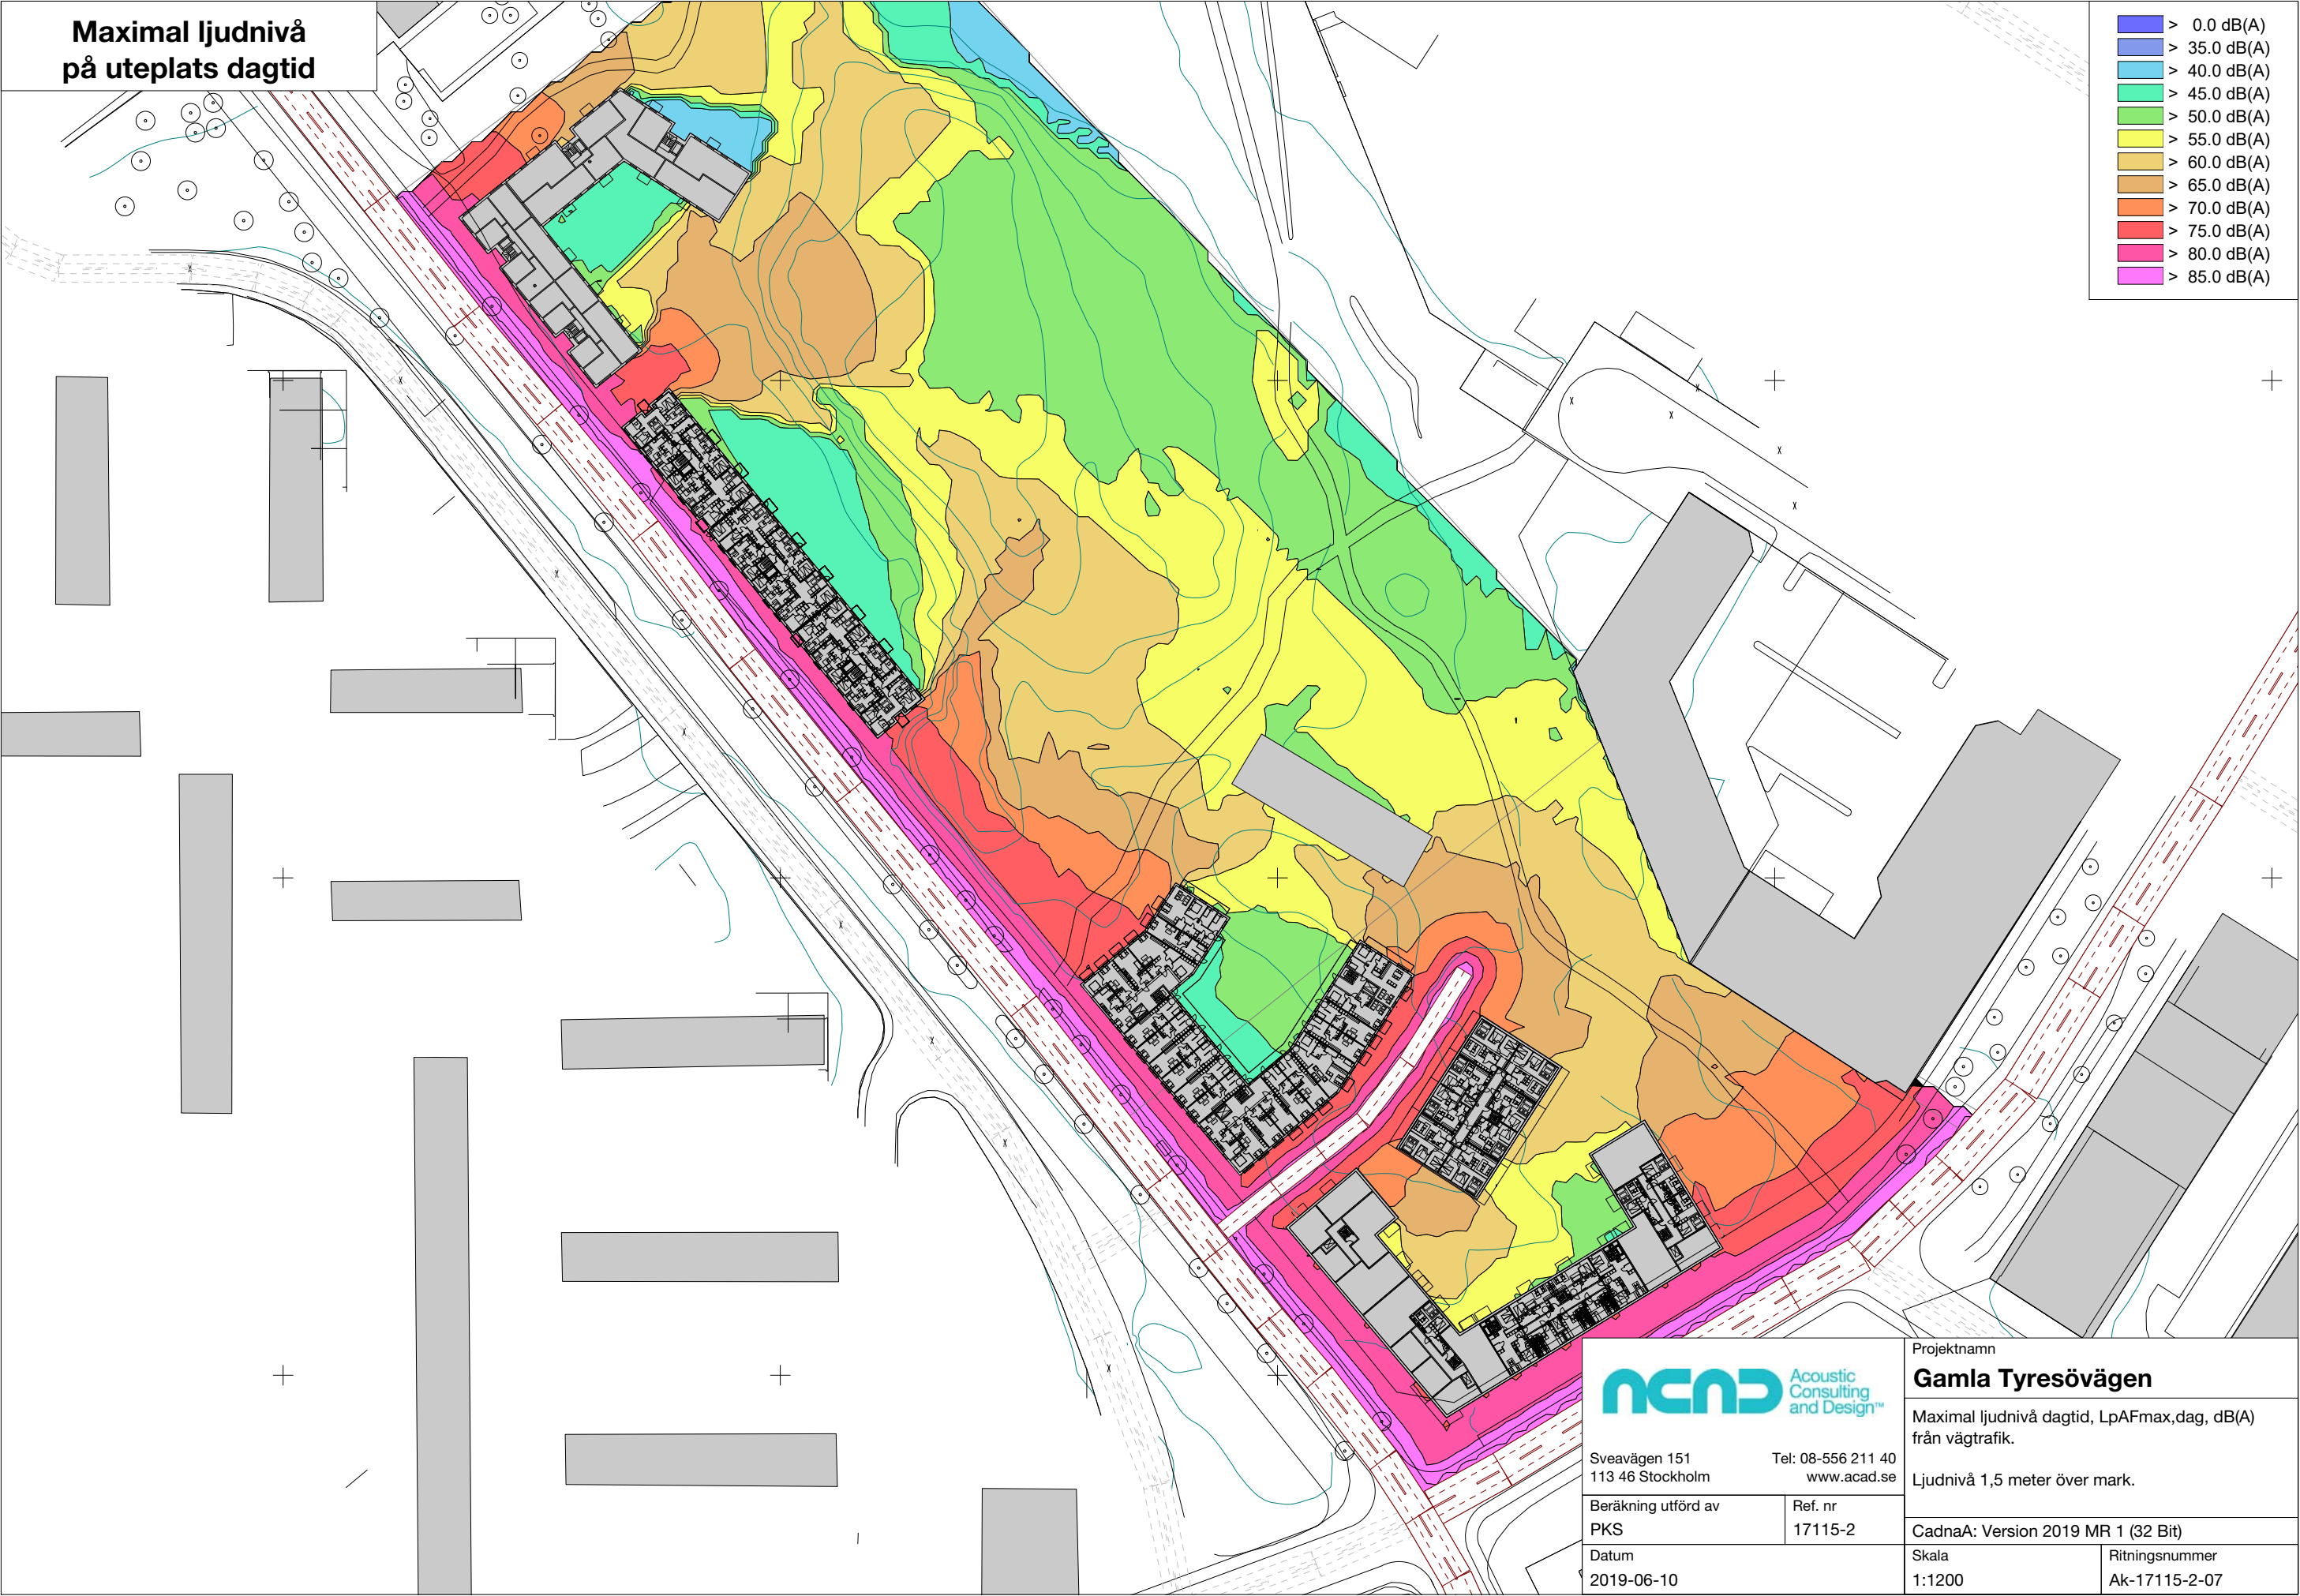 Maximal ljudnivå
på uteplats dagtid
> 0.0 dB(A)
> 35.0 dB(A)
> 40.0 dB(A)
> 45.0 dB(A)
> 50.0 dB(A)
> 55.0 dB(A)
> 60.0 dB(A)
> 65.0 dB(A)
> 70.0 dB(A)
> 75.0 dB(A)
> 80.0 dB(A)
> 85.0 dB(A)
ACAD
Acoustic
Consulting
and Design™
Sveavägen 151
113 46 Stockholm
Tel: 08-556 211 40
www.acad.se
Beräkning utförd av
PKS
Ref. nr
17115-2
Datum
2019-06-10
Projektnamn
Gamla Tyresövägen
Maximal ljudnivå dagtid, LpAFmax,dag, dB(A)
från vägtrafik.
Ljudnivå 1,5 meter över mark.
CadnaA: Version 2019 MR 1 (32 Bit)
Skala
1:1200
Ritningsnummer
Ak-17115-2-07